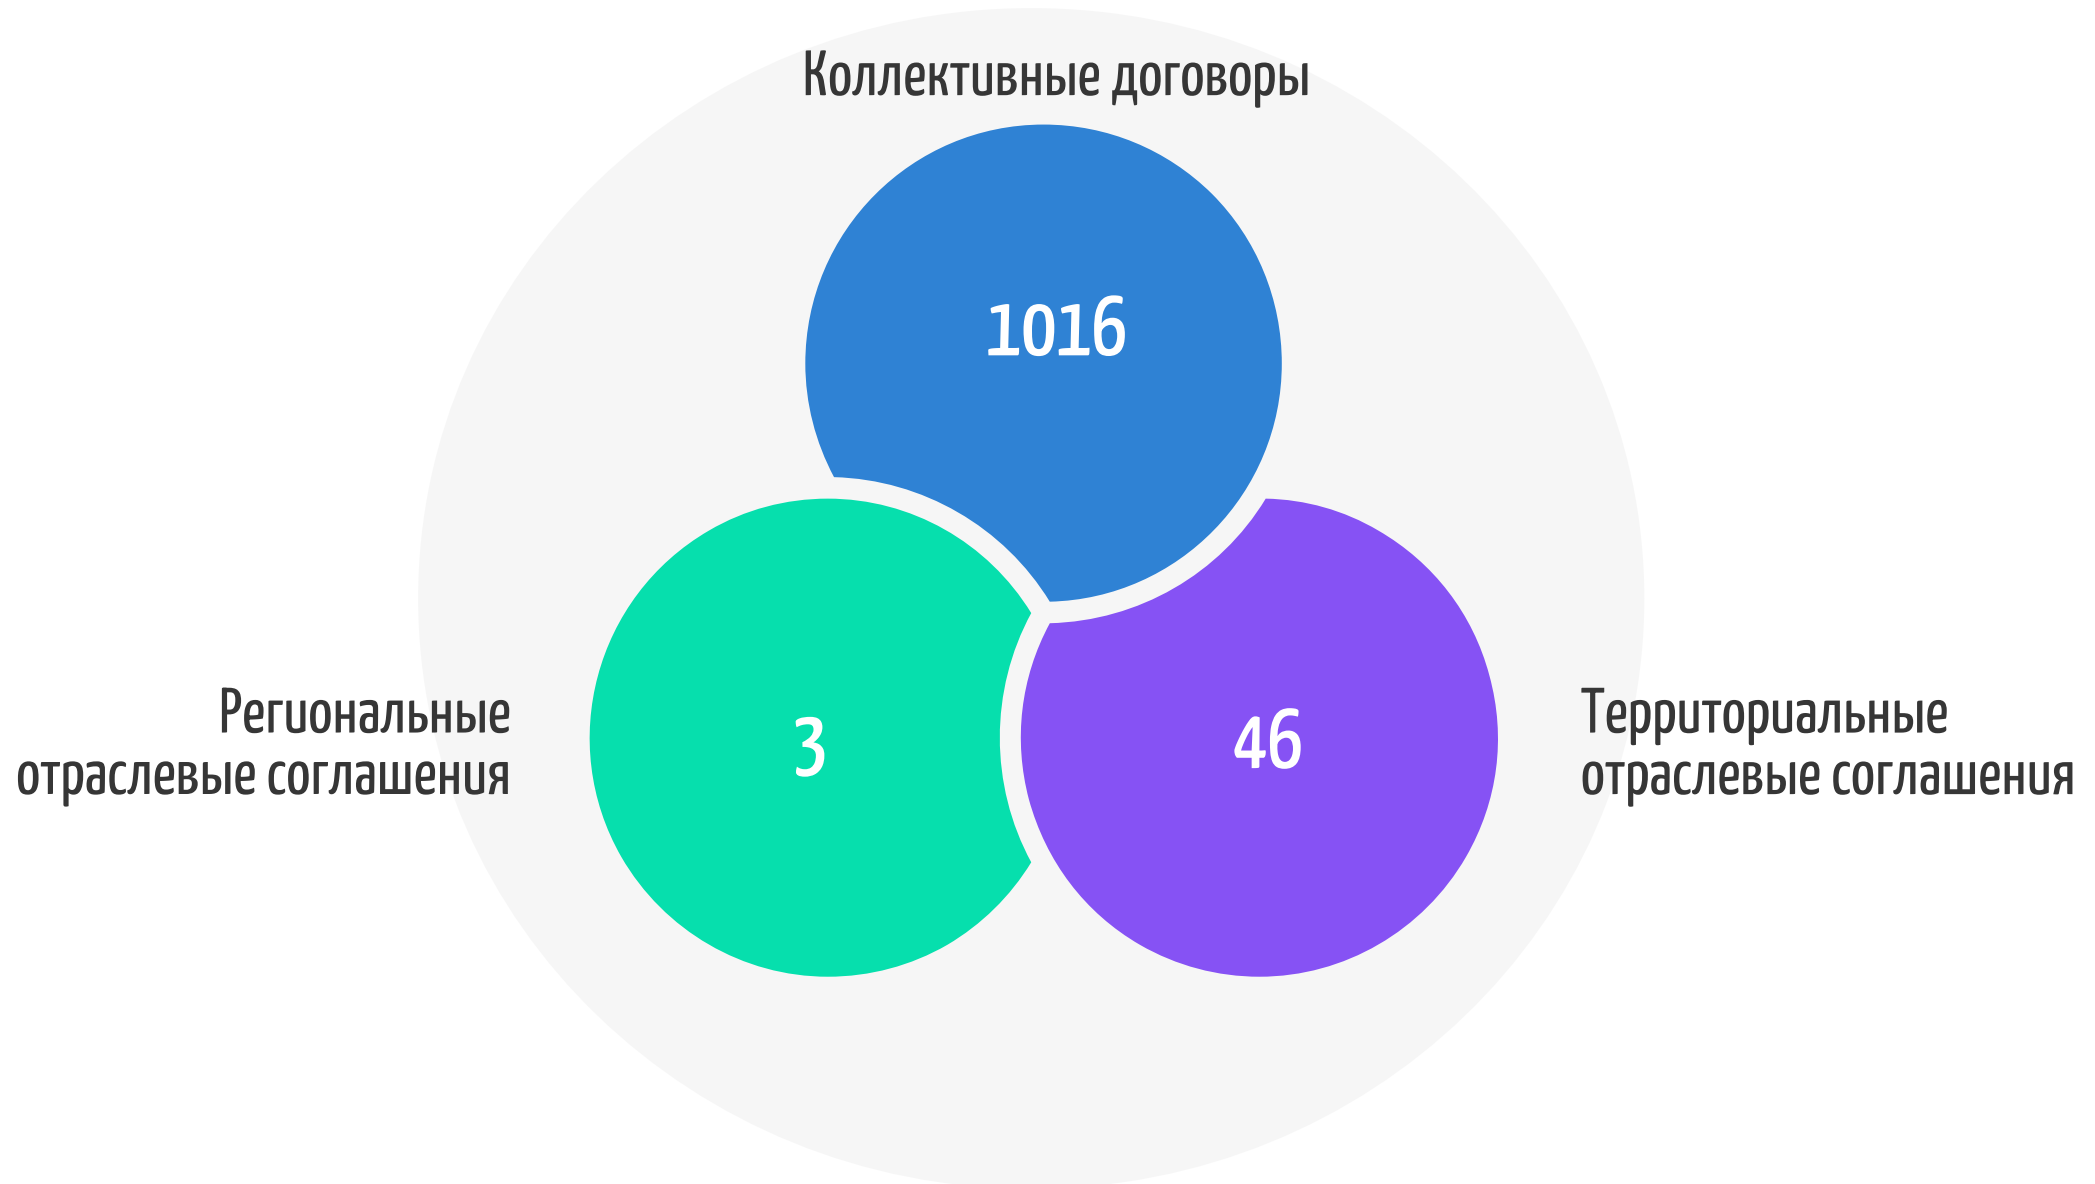 Коллективные договоры
1016
Региональные
отраслевые соглашения
3
46
Территориальные
отраслевые соглашения